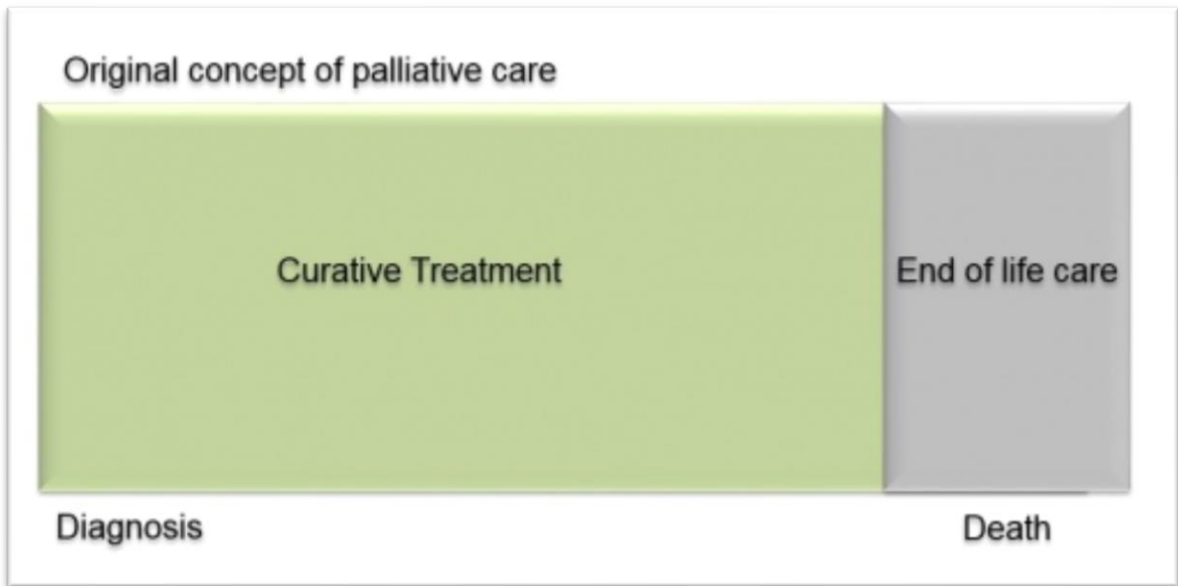 Original concept of palliative care
Curative Treatment
End of life care
Diagnosis
Death